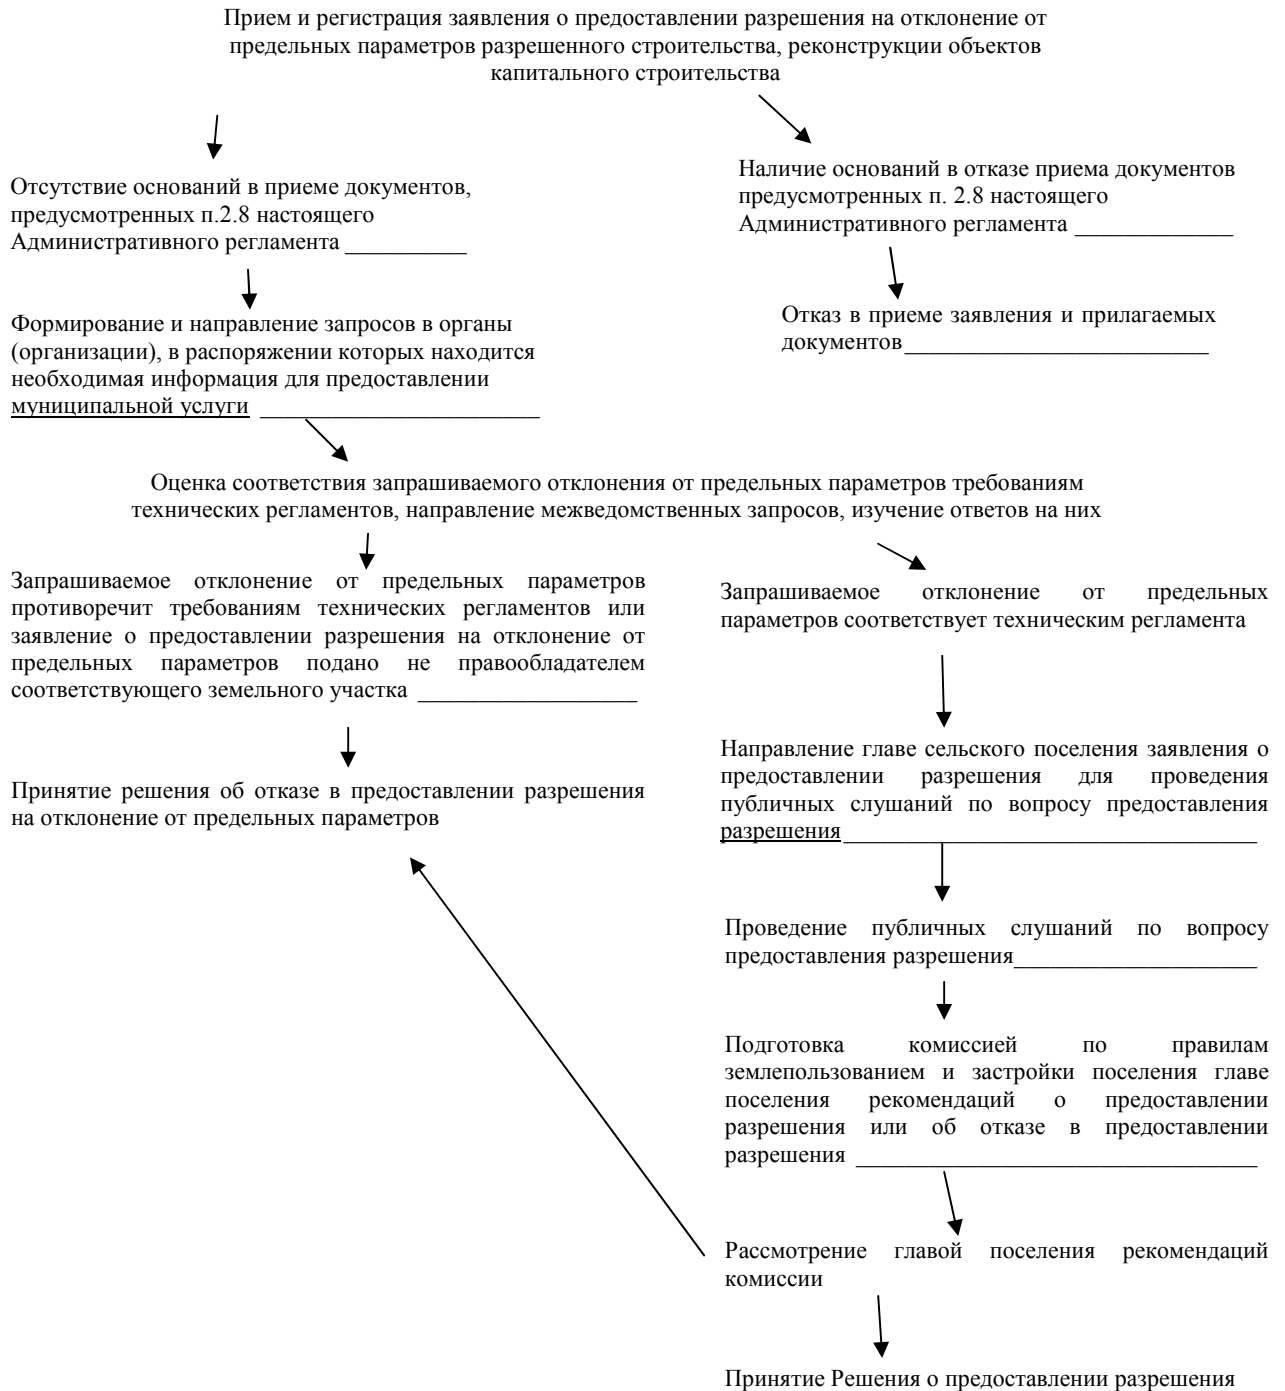 Прием и регистрация заявления о предоставлении разрешения на отклонение от
предельных параметров разрешенного строительства, реконструкции объектов
капитального строительства
Отсутствие оснований в приеме документов,
предусмотренных п.2.8 настоящего
Административного регламента __________
Наличие оснований в отказе приема документов
предусмотренных п. 2.8 настоящего
Административного регламента _____________
Формирование и направление запросов в органы
(организации), в распоряжении которых находится
необходимая информация для предоставлении
муниципальной услуги _______________________
Отказ в приеме заявления и прилагаемых
документов_________________________
Оценка соответствия запрашиваемого отклонения от предельных параметров требованиям
технических регламентов, направление межведомственных запросов, изучение ответов на них
Запрашиваемое отклонение от предельных параметров
противоречит требованиям технических регламентов или
заявление о предоставлении разрешения на отклонение от
предельных параметров подано не правообладателем
соответствующего земельного участка __________________
Принятие решения об отказе в предоставлении разрешения
на отклонение от предельных параметров
Запрашиваемое отклонение от предельных
параметров соответствует техническим регламента
Направление главе сельского поселения заявления о
предоставлении разрешения для проведения
публичных слушаний по вопросу предоставления
разрешения__________________________________
Проведение публичных слушаний по вопросу
предоставления разрешения____________________
Подготовка комиссией по правилам
землепользованием и застройки поселения главе
поселения рекомендаций о предоставлении
разрешения или об отказе в предоставлении
разрешения _________________________________
Рассмотрение главой поселения рекомендаций
комиссии
Принятие Решения о предоставлении разрешения